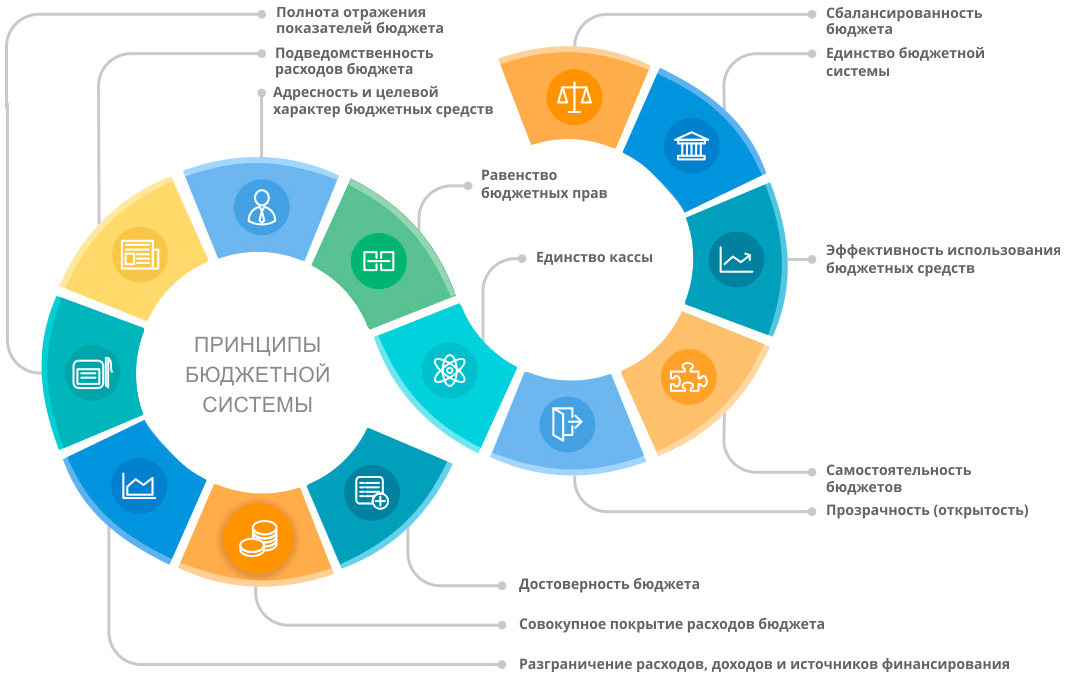 Полнота отражения
показателей бюджета
Подведомственность
расходов бюджета
Адресность и целевой
характер бюджетных средств
Сбалансированность
бюджета
Единство бюджетной
системы
Равенство
бюджетных прав
Единство кассы
Эффективность использования
бюджетных средств
ПРИНЦИПЫ
БЮДЖЕТНОЙ
СИСТЕМЫ
Самостоятельность
бюджетов
Прозрачность (открытость)
Достоверность бюджета
Совокупное покрытие расходов бюджета
Разграничение расходов, доходов и источников финансирования